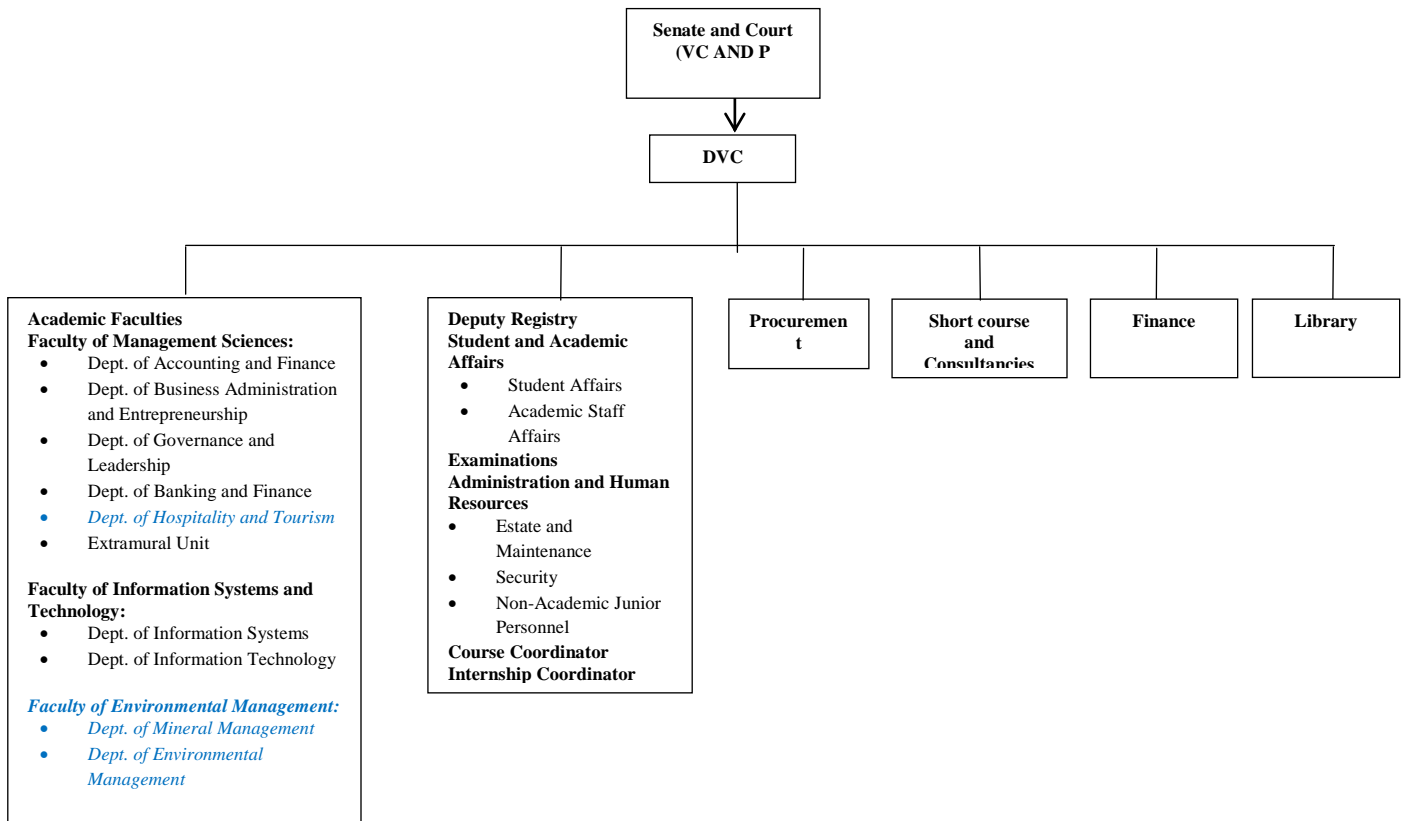 Senate and Court
(VC AND P
DVC
Academic Faculties
Faculty of Management Sciences:
• Dept. of Accounting and Finance
• Dept. of Business Administration
and Entrepreneurship
• Dept. of Governance and
Leadership
• Dept. of Banking and Finance
• Dept. of Hospitality and Tourism
• Extramural Unit
Faculty of Information Systems and
Technology:
• Dept. of Information Systems
• Dept. of Information Technology
Faculty of Environmental Management:
• Dept. of Mineral Management
• Dept. of Environmental
Management
Deputy Registry
Student and Academic
Affairs
• Student Affairs
• Academic Staff
Affairs
Examinations
Administration and Human
Resources
• Estate and
Maintenance
• Security
• Non-Academic Junior
Personnel
Course Coordinator
Internship Coordinator
Procuremen
t
Short course
and
Consultancies
Finance
Library